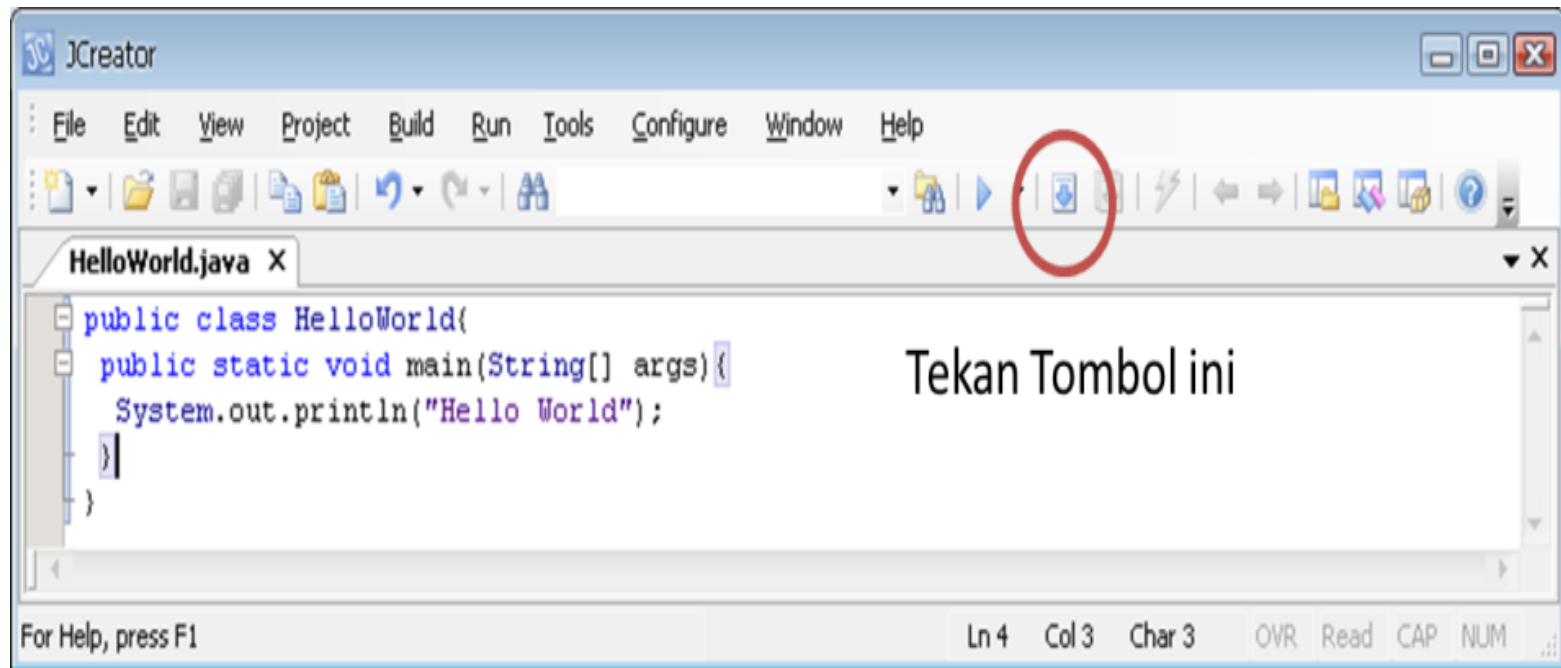 JCreator
File Edit View Project Build Run Tools Configure Window Help
HelloWorld.java X
public class HelloWorld{
public static void main(String[] args){
System.out.println("Hello World");
}
}
Tekan Tombol ini
For Help, press F1 Ln 4 Col 3 Char 3 OVR Read CAP NUM